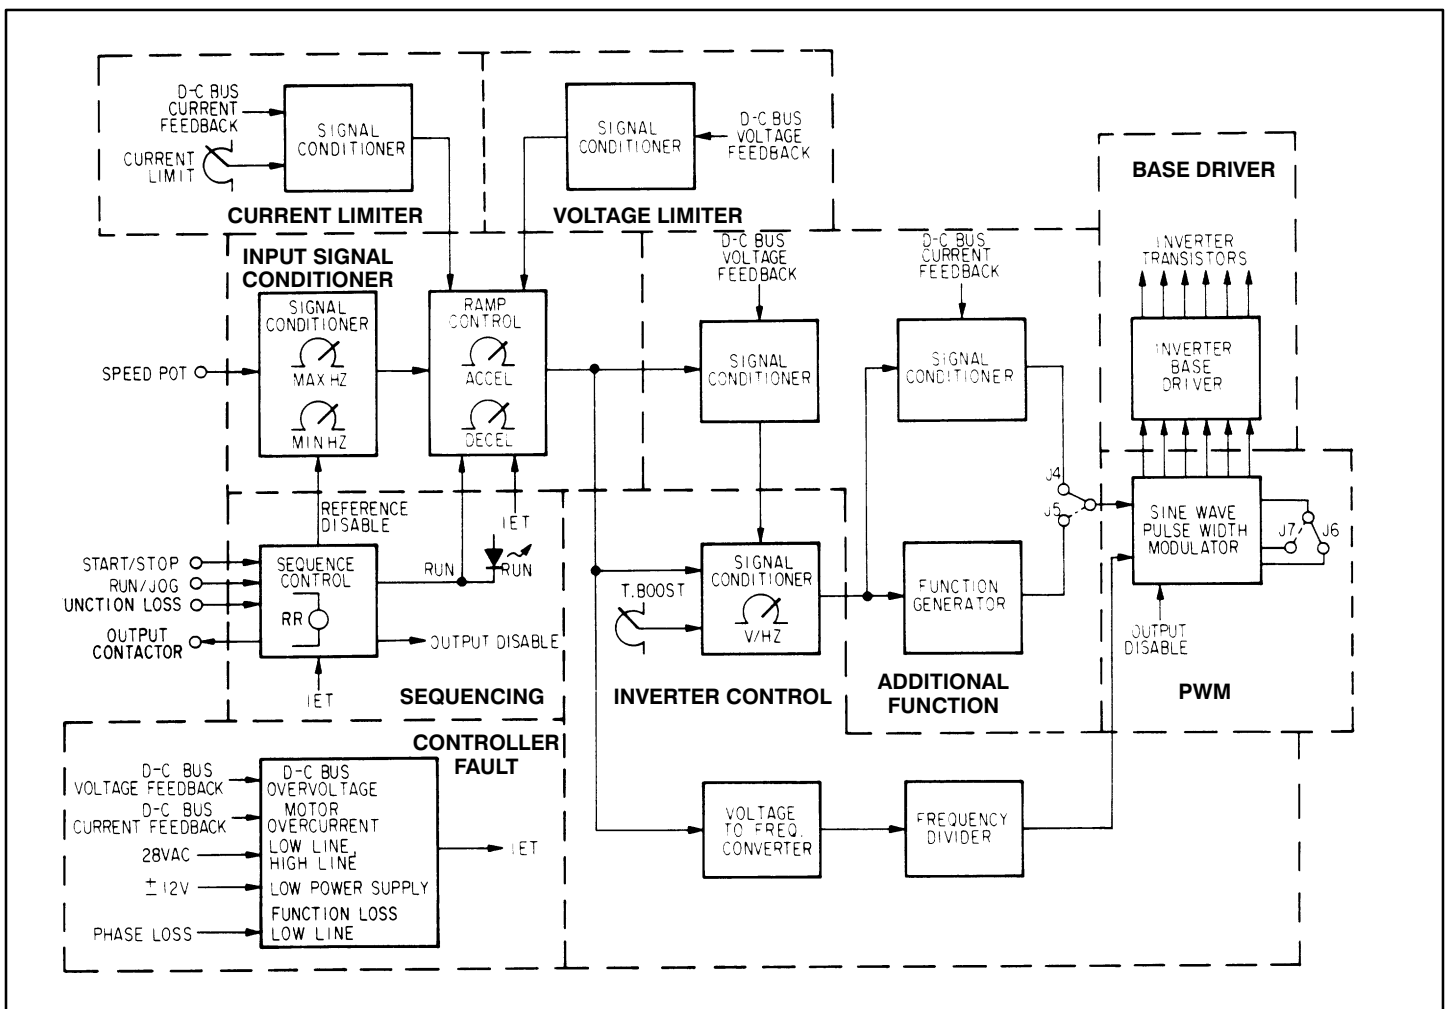 D-C BUS
CURRENT
FEEDBACK
CURRENT
LIMIT
SIGNAL
CONDITIONER
CURRENT LIMITER
SIGNAL
CONDITIONER
D-C BUS
VOLTAGE
FEEDBACK
VOLTAGE LIMITER
BASE DRIVER
INVERTER
TRANSISTORS
INVERTER
BASE
DRIVER
INPUT SIGNAL
CONDITIONER
SIGNAL
CONDITIONER
MAX HZ
MIN HZ
SPEED POT
RAMP
CONTROL
ACCEL
DECEL
D-C BUS
VOLTAGE
FEEDBACK
SIGNAL
CONDITIONER
D-C BUS
CURRENT
FEEDBACK
SIGNAL
CONDITIONER
J4
J5
SINE WAVE
PULSE WIDTH
MODULATOR
J7
J6
OUTPUT
DISABLE
PWM
REFERENCE
DISABLE
IET
START/STOP
RUN/JOG
UNCTION LOSS
OUTPUT
CONTACTOR
SEQUENCE
CONTROL
RR
RUN
RUN
OUTPUT DISABLE
IET
SEQUENCING
T.BOOST
SIGNAL
CONDITIONER
V/HZ
INVERTER CONTROL
FUNCTION
GENERATOR
ADDITIONAL
FUNCTION
CONTROLLER
FAULT
D-C BUS
VOLTAGE FEEDBACK
D-C BUS
CURRENT FEEDBACK
28VAC
±12V
PHASE LOSS
D-C BUS
OVERVOLTAGE
MOTOR
OVERCURRENT
LOW LINE,
HIGH LINE
LOW POWER SUPPLY
FUNCTION LOSS
LOW LINE
IET
VOLTAGE
TO FREQ.
CONVERTER
FREQUENCY
DIVIDER